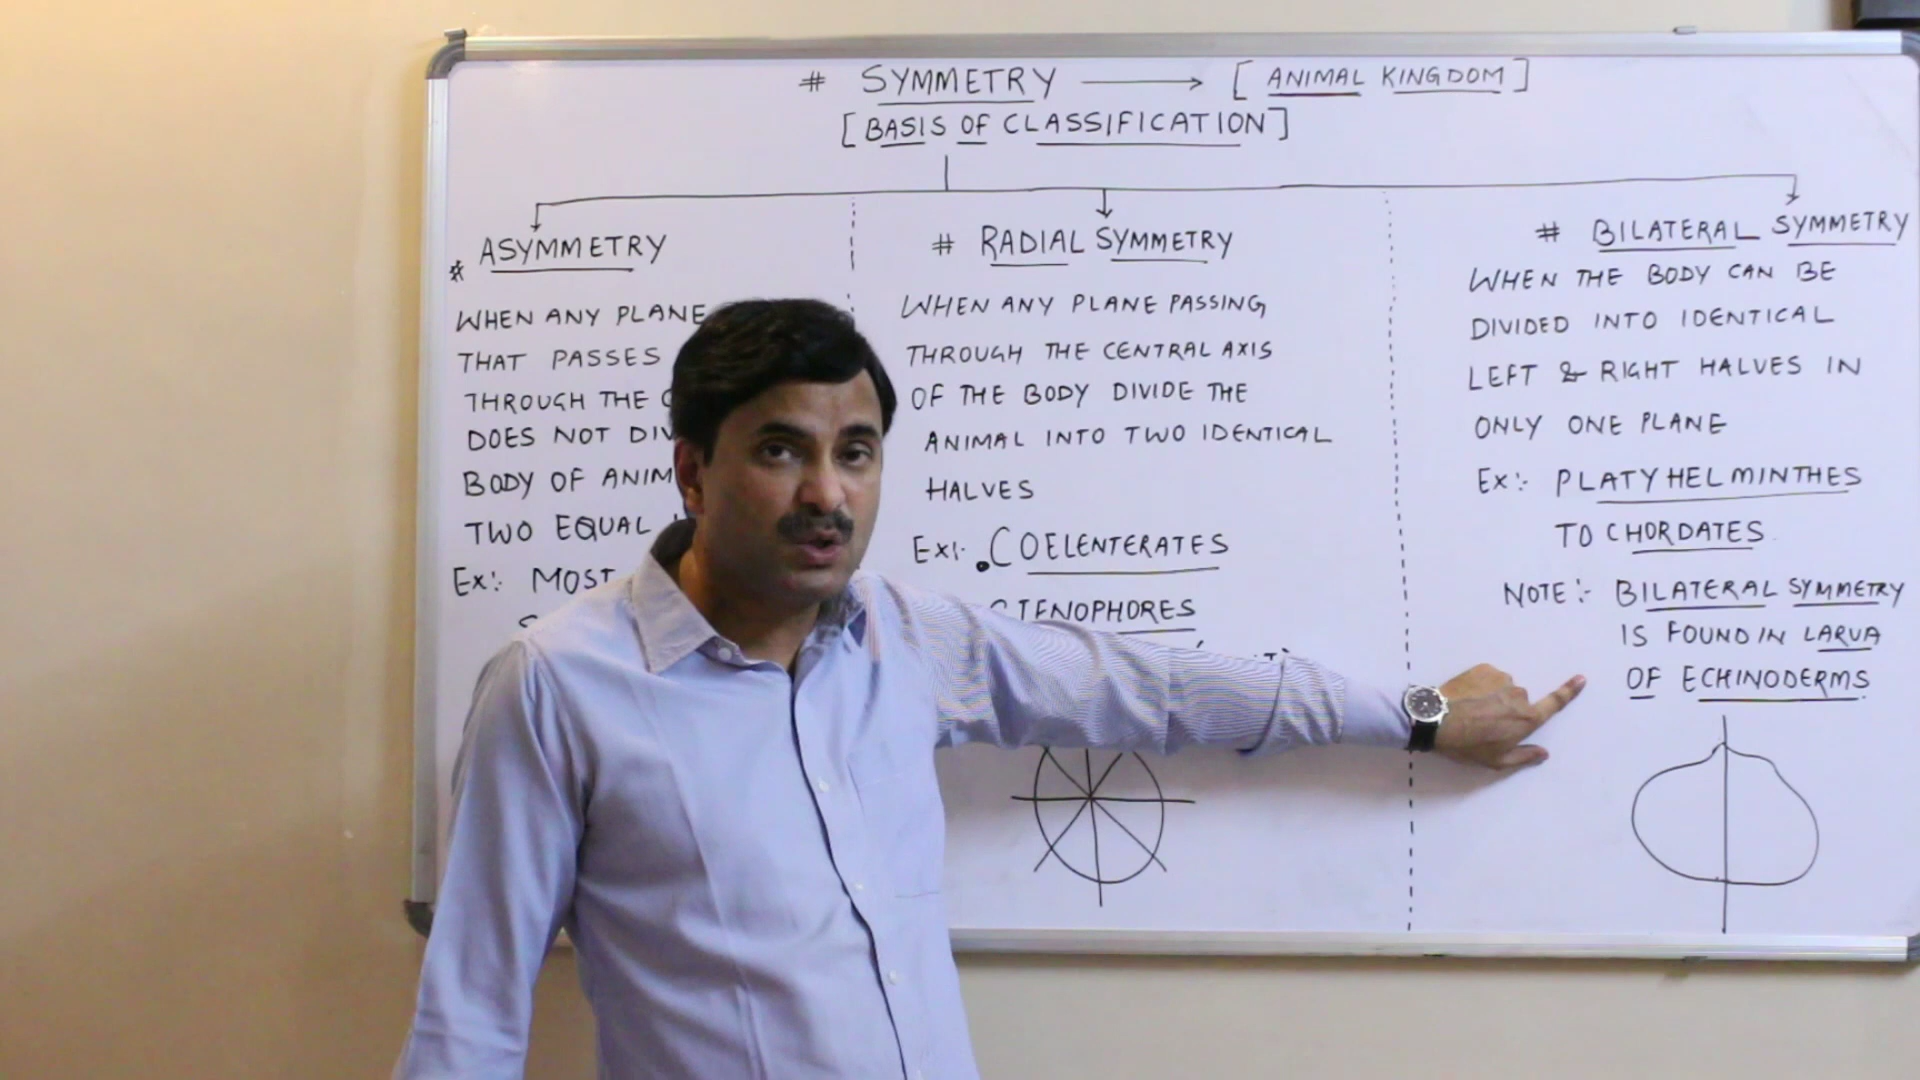 # SYMMETRY → [ANIMAL KINGDOM]
[BASIS OF CLASSIFICATION]
* ASYMMETRY
WHEN ANY PLANE
THAT PASSES
THROUGH THE
DOES NOT
BODY OF
TWO EQUAL
Ex:- MOST
# RADIAL SYMMETRY
WHEN ANY PLANE PASSING
THROUGH THE CENTRAL AXIS
OF THE BODY DIVIDE THE
ANIMAL INTO TWO IDENTICAL
HALVES
Ex:- COELENTERATES
# BILATERAL SYMMETRY
WHEN THE BODY CAN BE
DIVIDED INTO IDENTICAL
LEFT & RIGHT HALVES IN
ONLY ONE PLANE
Ex:- PLATYHELMINTHES
TO CHORDATES
NOTE:- BILATERAL SYMMETRY
IS FOUND IN LARVA
OF ECHINODERMS